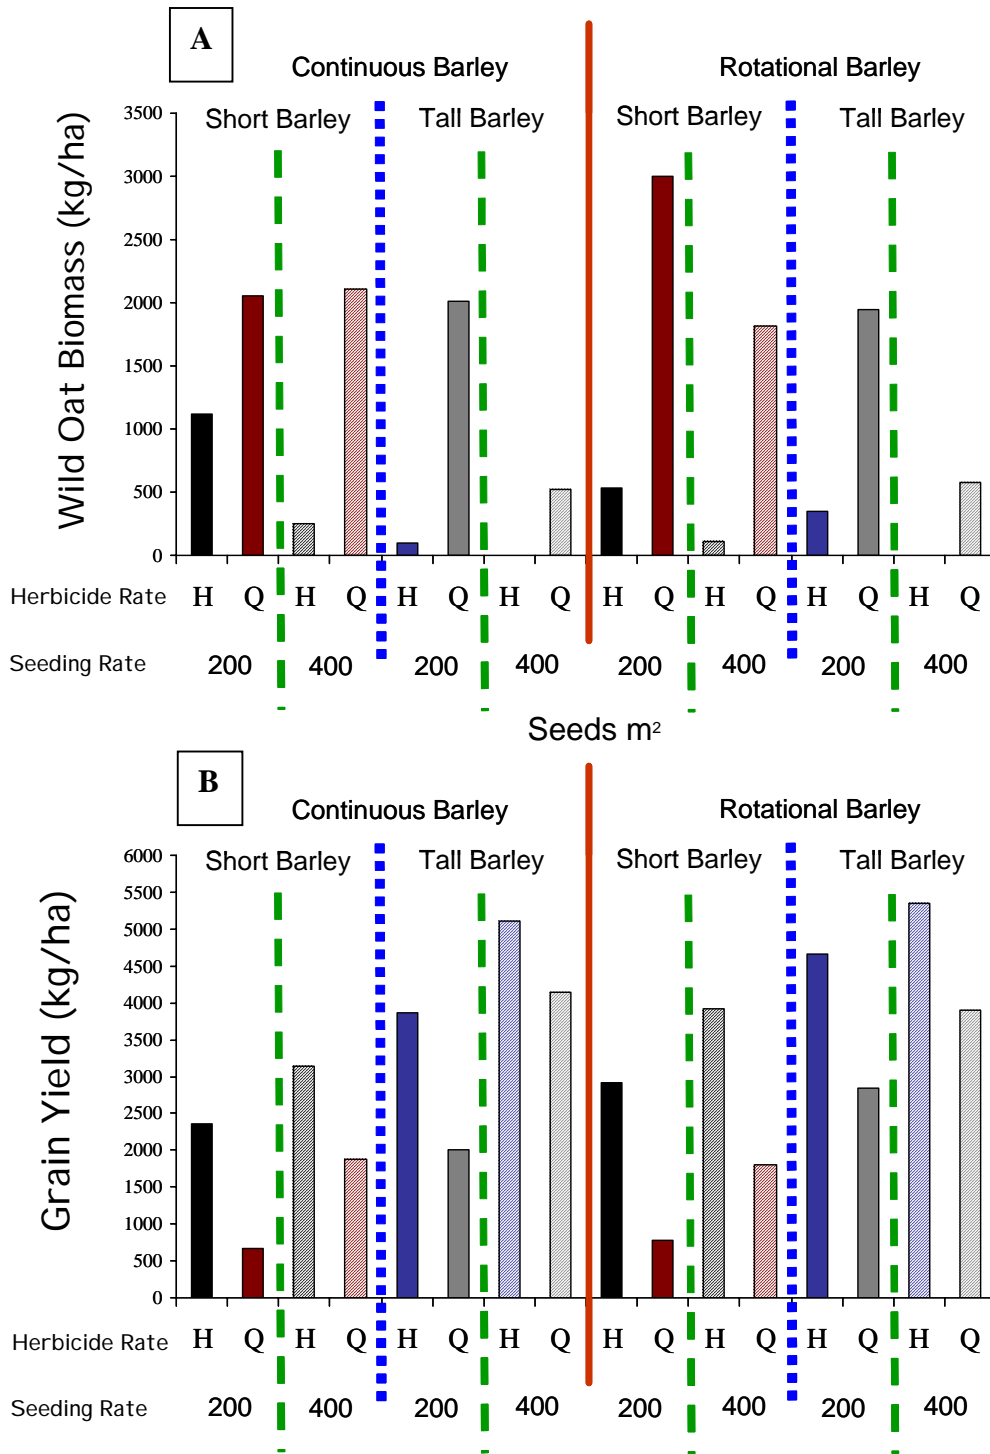 A
Continuous Barley Rotational Barley
Short Barley Tall Barley Short Barley Tall Barley
Wild Oat Biomass (kg/ha)
3500
3000
2500
2000
1500
1000
500
0
Herbicide Rate H Q H Q H Q H Q H Q H Q H Q H Q
Seeding Rate 200 400 200 400 200 400 200 400
Seeds m²
B
Continuous Barley Rotational Barley
Short Barley Tall Barley Short Barley Tall Barley
Grain Yield (kg/ha)
6000
5500
5000
4500
4000
3500
3000
2500
2000
1500
1000
500
0
Herbicide Rate H Q H Q H Q H Q H Q H Q H Q H Q
Seeding Rate 200 400 200 400 200 400 200 400